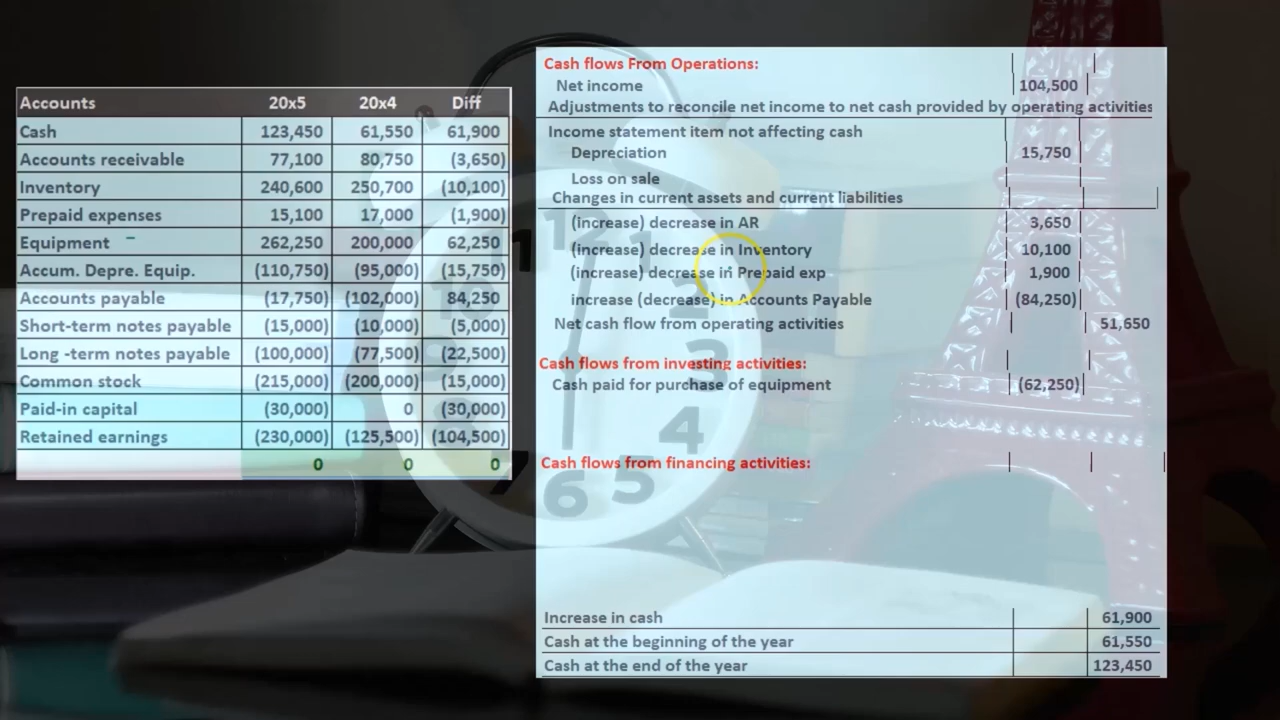 Accounts 20x5 20x4 Diff
Cash 123,450 61,550 61,900
Accounts receivable 77,100 80,750 (3,650)
Inventory 240,600 250,700 (10,100)
Prepaid expenses 15,100 17,000 (1,900)
Equipment 262,250 200,000 62,250
Accum. Depre. Equip. (110,750) (95,000) (15,750)
Accounts payable (17,750) (102,000) 84,250
Short-term notes payable (15,000) (10,000) (5,000)
Long -term notes payable (100,000) (77,500) (22,500)
Common stock (215,000) (200,000) (15,000)
Paid-in capital (30,000) 0 (30,000)
Retained earnings (230,000) (125,500) (104,500)
0 0 0
Cash flows From Operations:
Net income 104,500
Adjustments to reconcile net income to net cash provided by operating activities
Income statement item not affecting cash
Depreciation 15,750
Loss on sale
Changes in current assets and current liabilities
(increase) decrease in AR 3,650
(increase) decrease in Inventory 10,100
(increase) decrease in Prepaid exp 1,900
increase (decrease) in Accounts Payable (84,250)
Net cash flow from operating activities 51,650
Cash flows from investing activities:
Cash paid for purchase of equipment (62,250)
Cash flows from financing activities:
Increase in cash 61,900
Cash at the beginning of the year 61,550
Cash at the end of the year 123,450
12
1
2
3
4
5
6